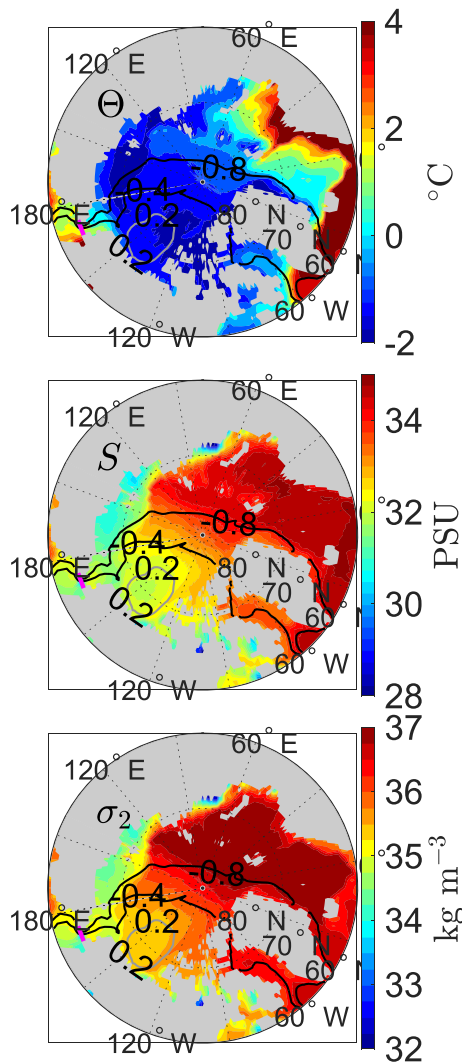 60° E
120° E
Θ
-0.8
-0.4
0.2
180° E
0.2
80° N
70° N
60° N
60° W
120° W
4
2
0
-2
°C
60° E
120° E
S
-0.8
-0.4
0.2
180° E
0.2
80° N
70° N
60° N
60° W
120° W
34
32
30
28
PSU
60° E
120° E
σ₂
-0.8
-0.4
0.2
180° E
0.2
80° N
70° N
60° N
60° W
120° W
37
36
35
34
33
32
kg m⁻³